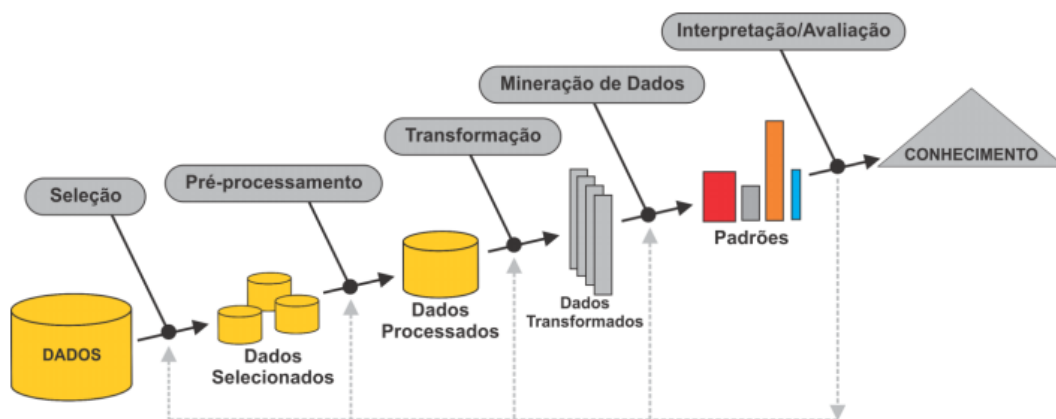 Interpretação/Avaliação
Mineração de Dados
Transformação
Pré-processamento
Seleção
CONHECIMENTO
Padrões
Dados
Transformados
Dados
Processados
Dados
Selecionados
DADOS